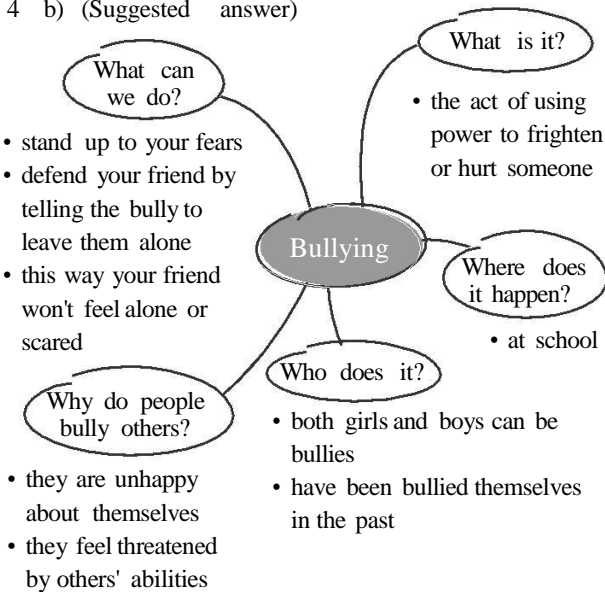 4 b) (Suggested answer)
What is it?
• the act of using
power to frighten
or hurt someone
What can
we do?
• stand up to your fears
• defend your friend by
telling the bully to
leave them alone
• this way your friend
won't feel alone or
scared
Bullying
Where does
it happen?
• at school
Who does it?
• both girls and boys can be
bullies
• have been bullied themselves
in the past
Why do people
bully others?
• they are unhappy
about themselves
• they feel threatened
by others' abilities